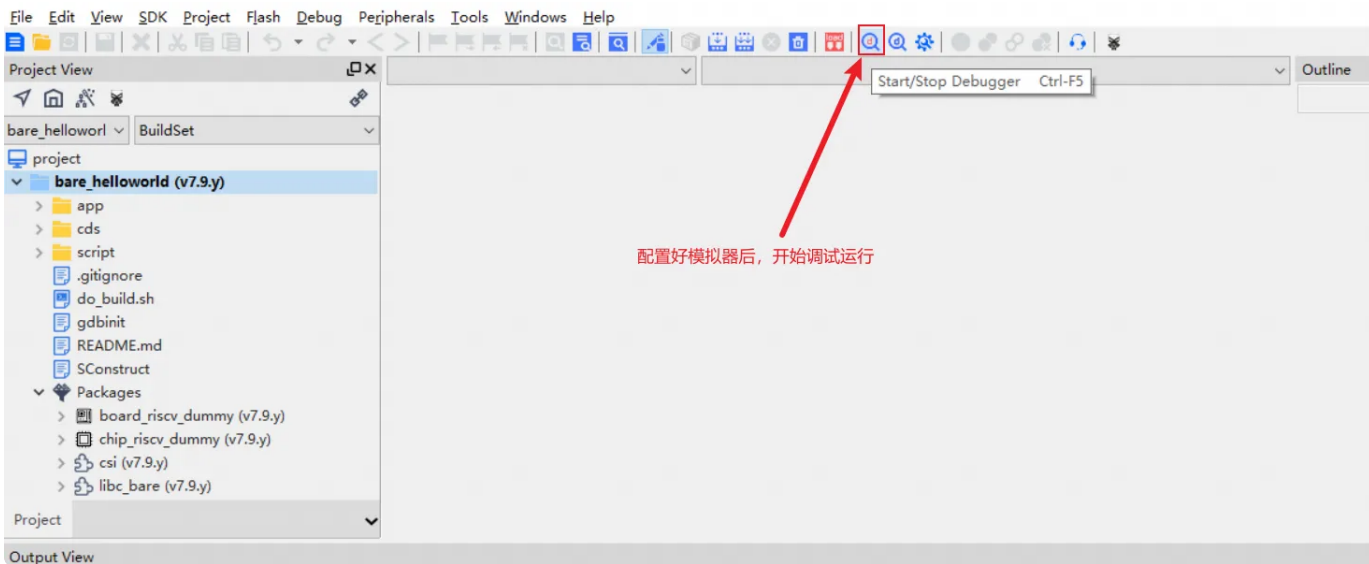 File Edit View SDK Project Flash Debug Peripherals Tools Windows Help
load
d
d
Project View
Outline
Start/Stop Debugger Ctrl-F5
bare_helloworl
BuildSet
project
bare_helloworld (v7.9.y)
app
cds
script
配置好模拟器后，开始调试运行
.gitignore
do_build.sh
gdbinit
README.md
SConstruct
Packages
board_riscv_dummy (v7.9.y)
chip_riscv_dummy (v7.9.y)
csi (v7.9.y)
libc_bare (v7.9.y)
Project
Output View